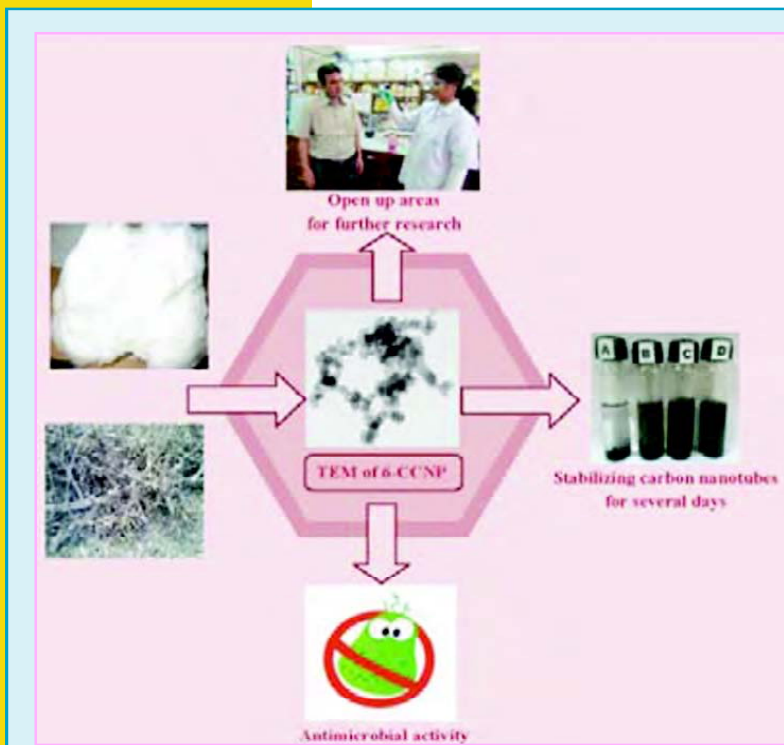 Open up areas
for further research
A B C D
TEM of 6-CCNP
Stabilizing carbon nanotubes
for several days
Antimicrobial activity